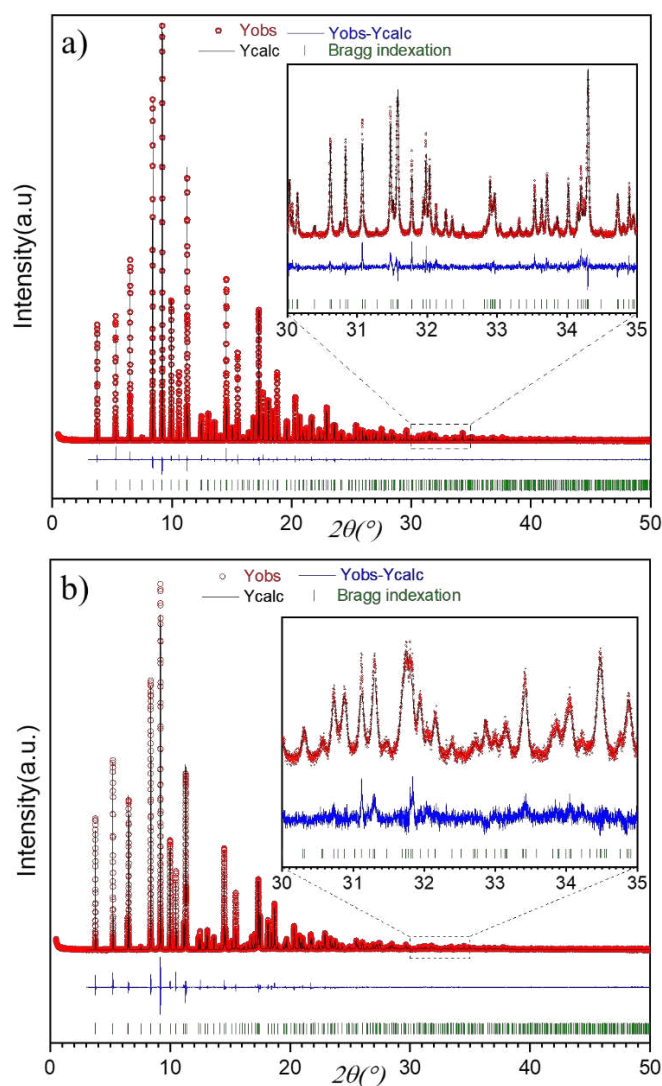 a)
Yobs Yobs-Ycalc
Ycalc Bragg indexation
Intensity(a.u)
30 31 32 33 34 35
0 10 20 30 40 50
2θ(°)
b)
Yobs Yobs-Ycalc
Ycalc Bragg indexation
Intensity(a.u.)
30 31 32 33 34 35
0 10 20 30 40 50
2θ(°)